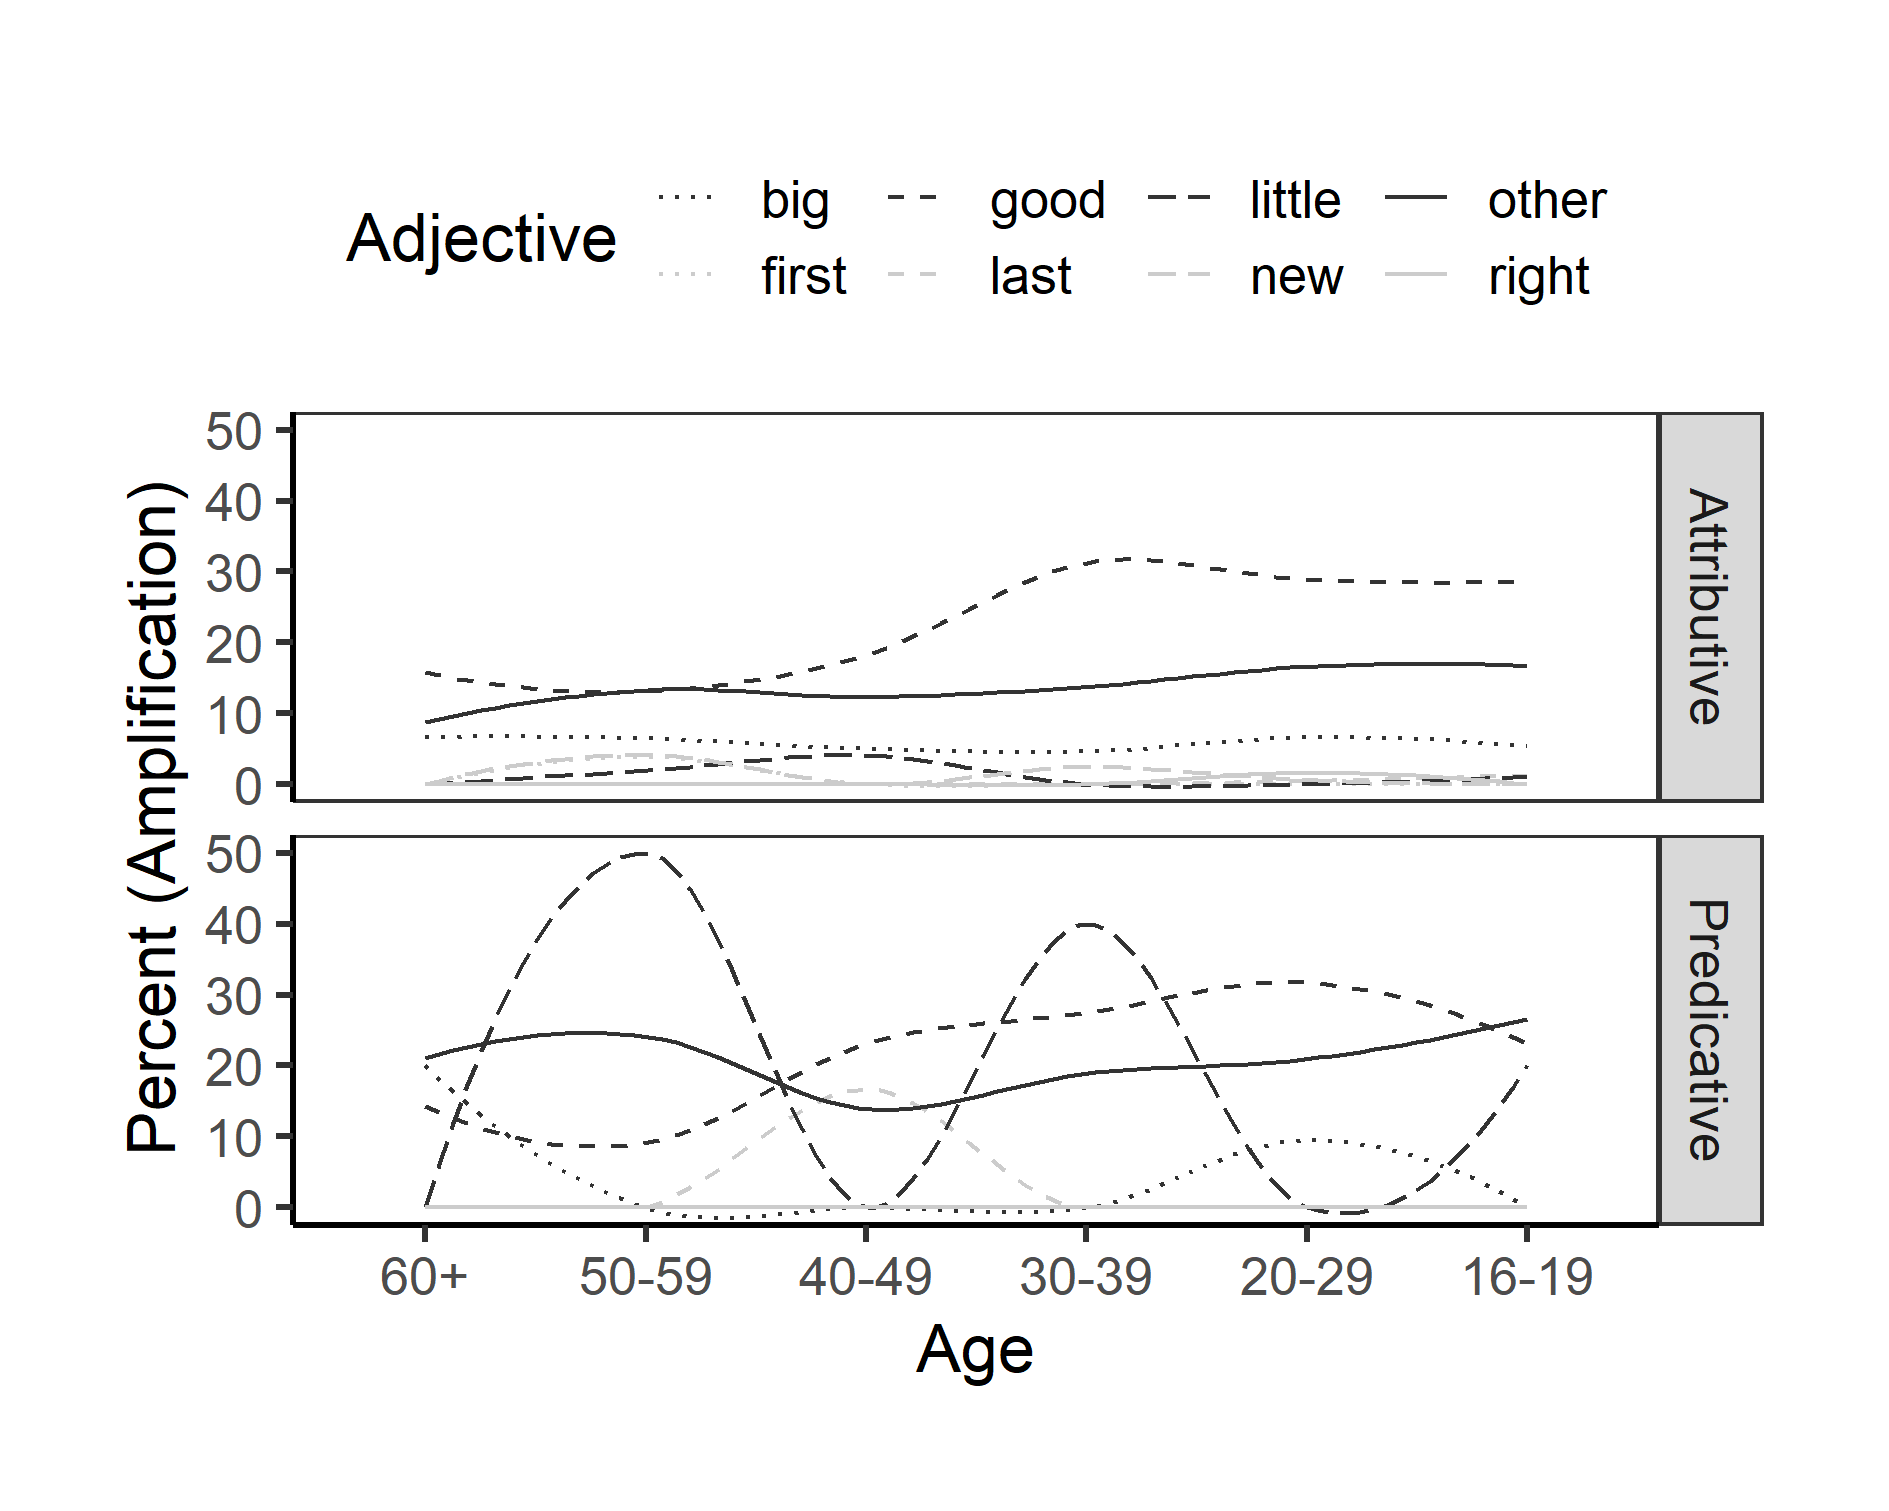 Adjective
big good little other
first last new right
Percent (Amplification)
50
40
30
20
10
0
Attributive
50
40
30
20
10
0
Predicative
60+ 50-59 40-49 30-39 20-29 16-19
Age